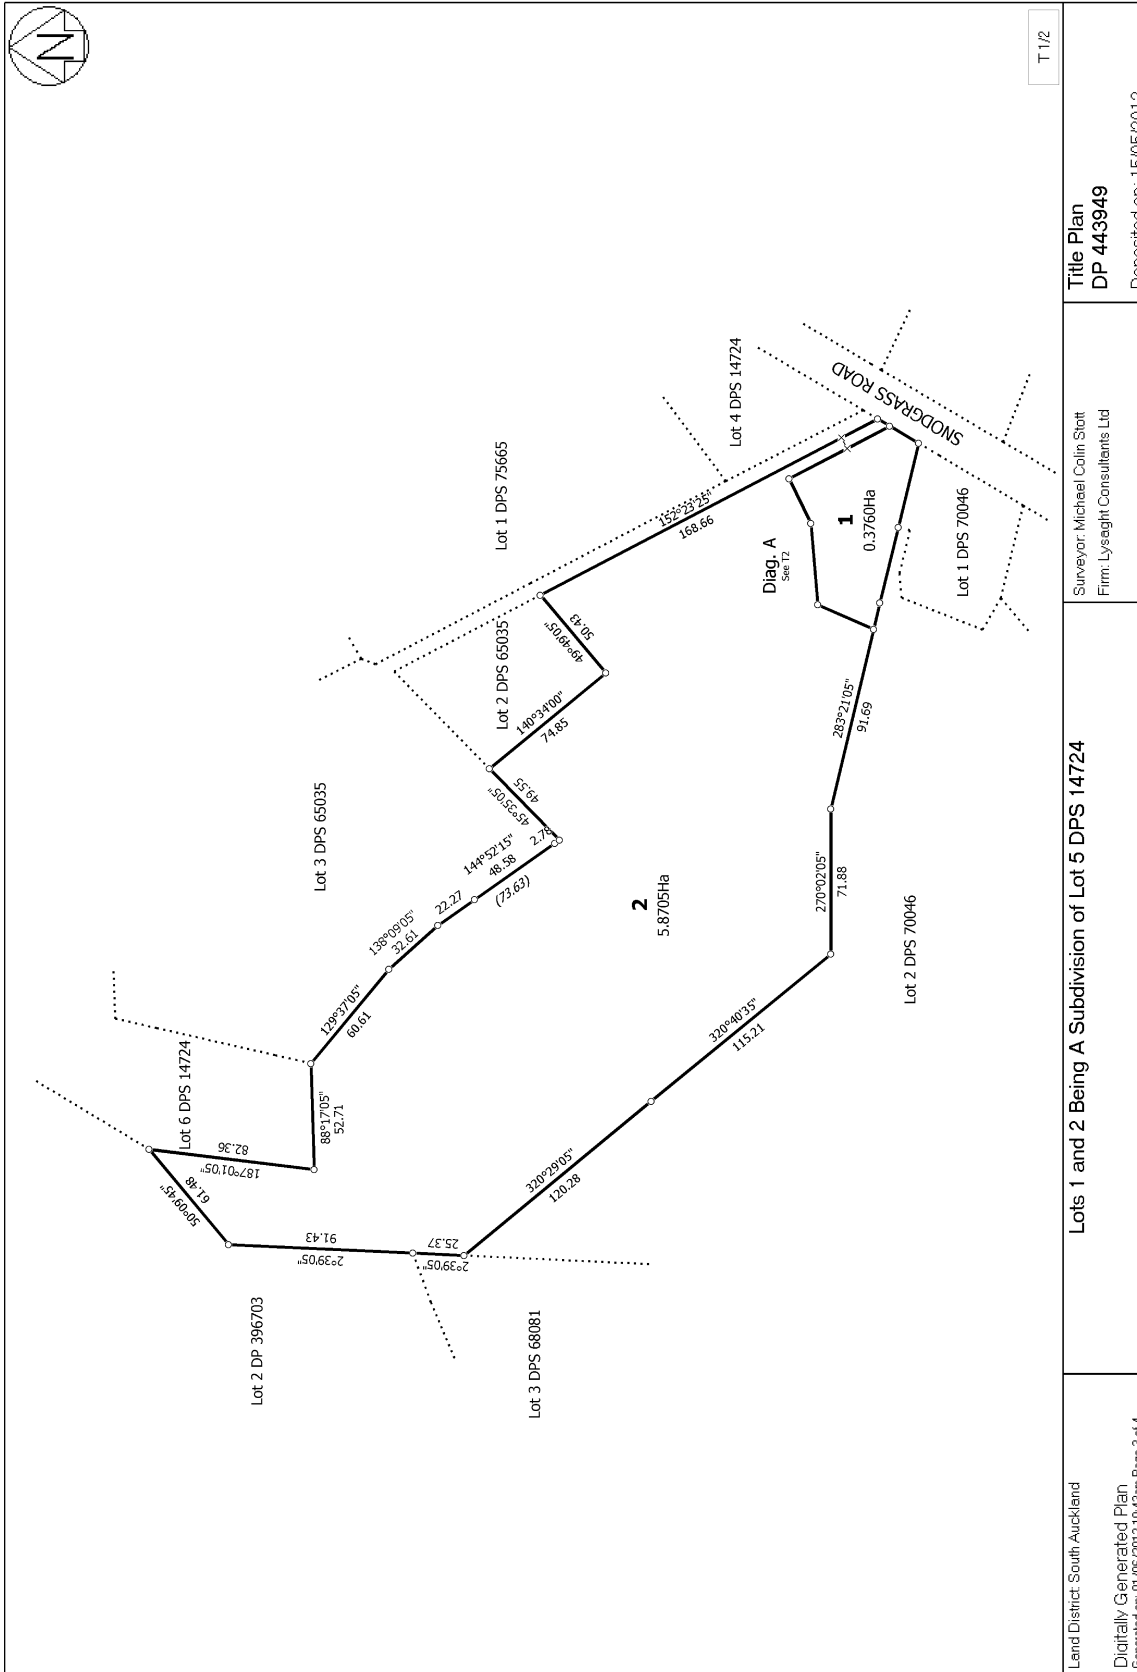 N
T 1/2
Lot 6 DPS 14724
Lot 3 DPS 65035
Lot 2 DPS 65035
Lot 1 DPS 75665
Lot 4 DPS 14724
SNODGRASS ROAD
Lot 2 DP 396703
Lot 3 DPS 68081
Lot 2 DPS 70046
Lot 1 DPS 70046
50°09'45"
61.48
187°01'05"
82.36
88°17'05"
52.71
129°37'05"
60.61
138°09'05"
32.61
22.27
144°52'15"
48.58
(73.63)
2.78
45°35'05"
49.55
140°34'00"
74.85
49°49'05"
50.43
152°23'25"
168.66
2°39'05"
91.43
2°39'05"
25.37
320°29'05"
120.28
320°40'35"
115.21
270°02'05"
71.88
283°21'05"
91.69
2
5.8705Ha
Diag. A
See T2
1
0.3760Ha
Land District: South Auckland
Digitally Generated Plan
Lots 1 and 2 Being A Subdivision of Lot 5 DPS 14724
Surveyor: Michael Colin Stott
Firm: Lysaght Consultants Ltd
Title Plan
DP 443949